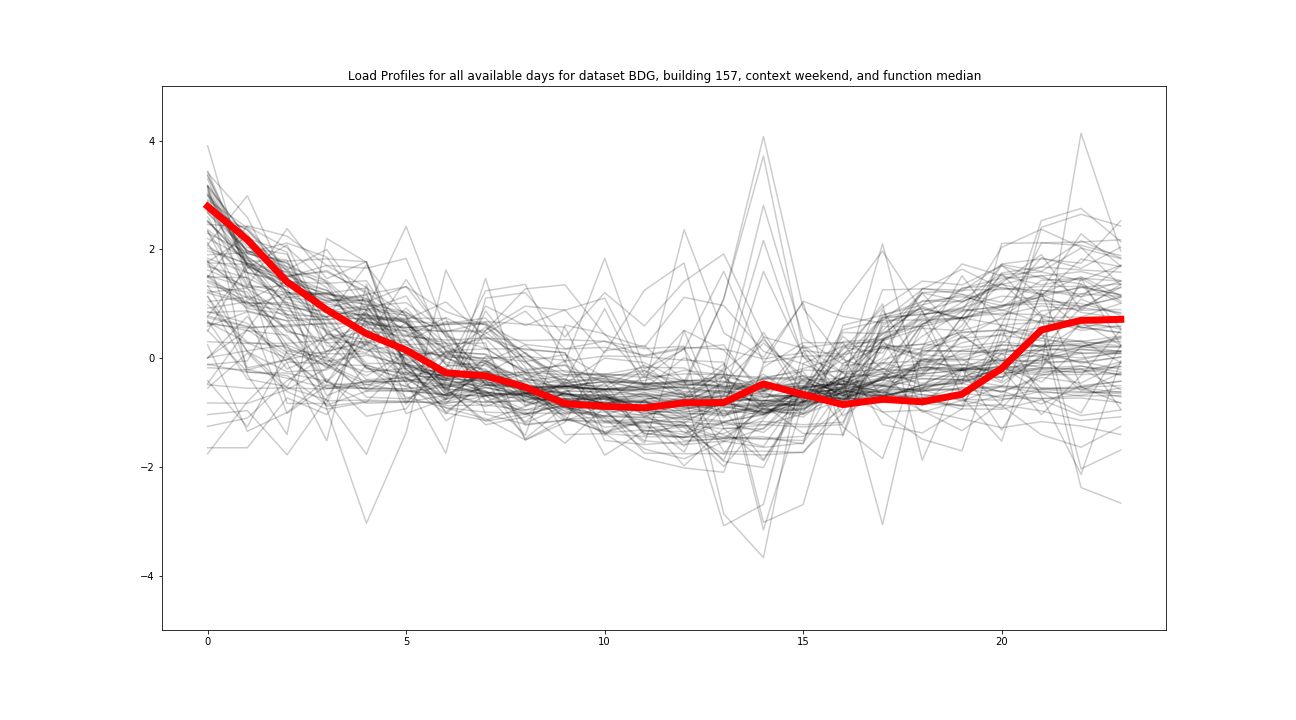 Load Profiles for all available days for dataset BDG, building 157, context weekend, and function median
4
2
0
−2
−4
0 5 10 15 20